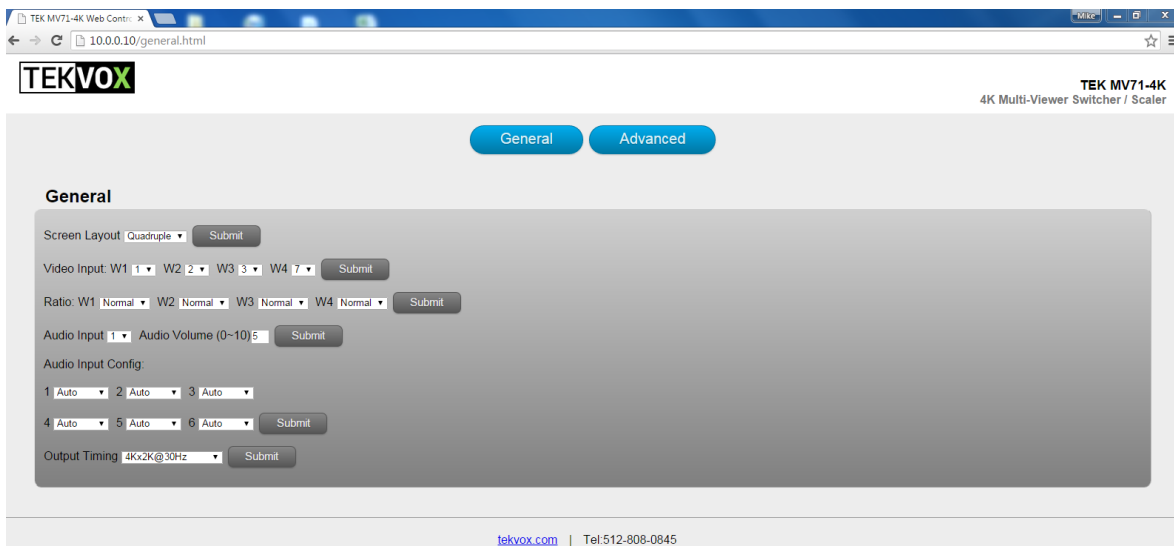 TEK MV71-4K Web Contro
Mike
10.0.0.10/general.html
TEKVOX
TEK MV71-4K
4K Multi-Viewer Switcher / Scaler
General Advanced
General
Screen Layout Quadruple Submit
Video Input: W1 1 W2 2 W3 3 W4 7 Submit
Ratio: W1 Normal W2 Normal W3 Normal W4 Normal Submit
Audio Input 1 Audio Volume (0~10) 5 Submit
Audio Input Config:
1 Auto 2 Auto 3 Auto
4 Auto 5 Auto 6 Auto Submit
Output Timing 4Kx2K@30Hz Submit
tekvox.com | Tel:512-808-0845